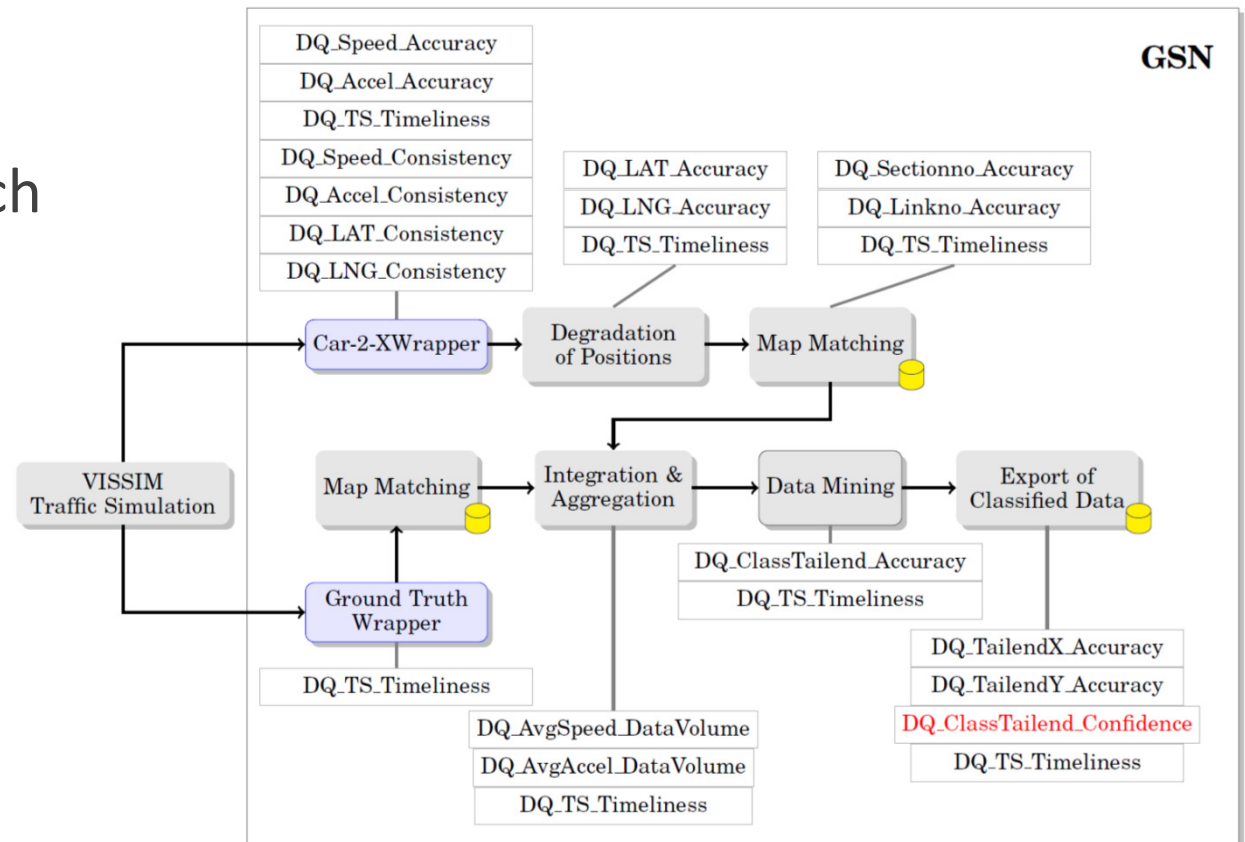 ch
GSN
DQ_Speed_Accuracy
DQ_Accel_Accuracy
DQ_TS_Timeliness
DQ_Speed_Consistency
DQ_Accel_Consistency
DQ_LAT_Consistency
DQ_LNG_Consistency
DQ_LAT_Accuracy
DQ_LNG_Accuracy
DQ_TS_Timeliness
DQ_Sectionno_Accuracy
DQ_Linkno_Accuracy
DQ_TS_Timeliness
Car-2-XWrapper
Degradation
of Positions
Map Matching
VISSIM
Traffic Simulation
Map Matching
Integration &
Aggregation
Data Mining
Export of
Classified Data
DQ_ClassTailend_Accuracy
DQ_TS_Timeliness
Ground Truth
Wrapper
DQ_TS_Timeliness
DQ_AvgSpeed_DataVolume
DQ_AvgAccel_DataVolume
DQ_TS_Timeliness
DQ_TailendX_Accuracy
DQ_TailendY_Accuracy
DQ_ClassTailend_Confidence
DQ_TS_Timeliness